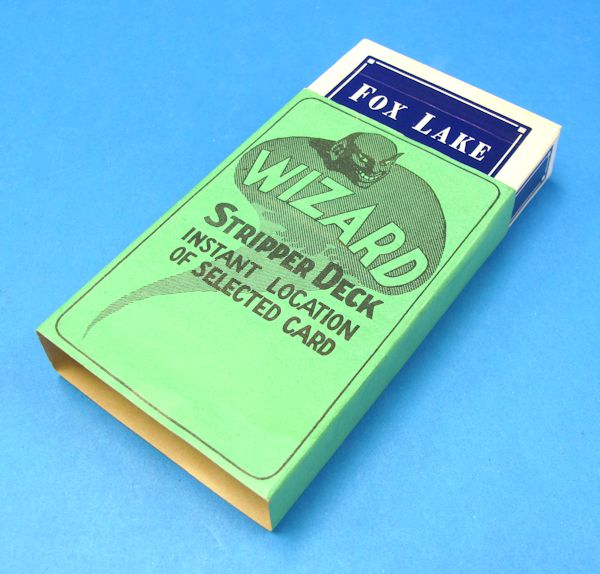 FOX LAKE
WIZARD
STRIPPER DECK
INSTANT LOCATION
OF SELECTED CARD